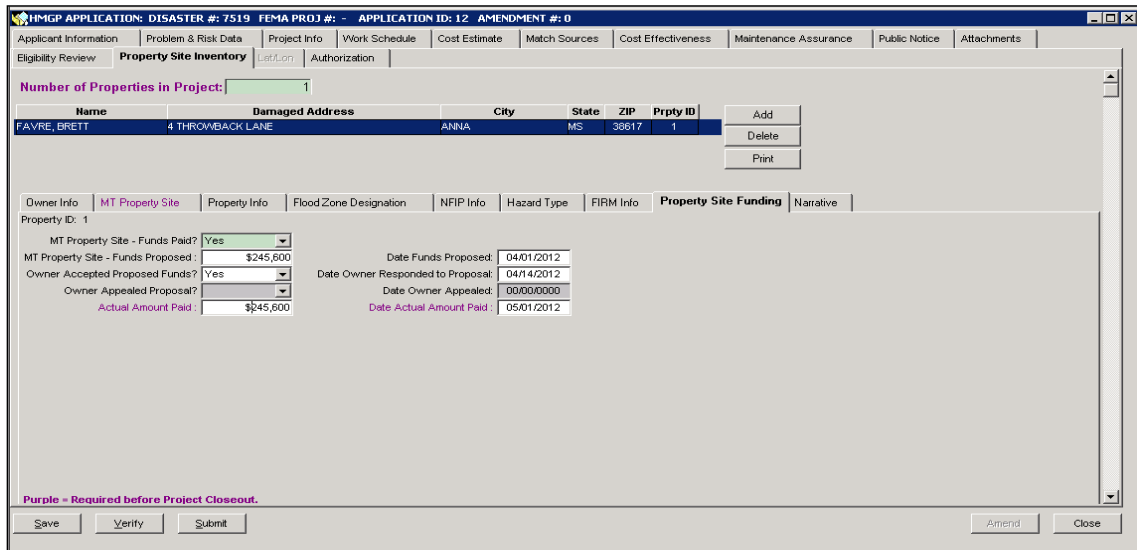 HMGP APPLICATION: DISASTER #: 7519 FEMA PROJ #: - APPLICATION ID: 12 AMENDMENT #: 0
Applicant Information Problem & Risk Data Project Info Work Schedule Cost Estimate Match Sources Cost Effectiveness Maintenance Assurance Public Notice Attachments
Eligibility Review Property Site Inventory Lat/Lon Authorization
Number of Properties in Project: 1
Name Damaged Address City State ZIP Prpty ID
FAVRE, BRETT 4 THROWBACK LANE ANNA MS 38617 1
Add
Delete
Print
Owner Info MT Property Site Property Info Flood Zone Designation NFIP Info Hazard Type FIRM Info Property Site Funding Narrative
Property ID: 1
MT Property Site - Funds Paid? Yes
MT Property Site - Funds Proposed : $245,600 Date Funds Proposed: 04/01/2012
Owner Accepted Proposed Funds? Yes Date Owner Responded to Proposal: 04/14/2012
Owner Appealed Proposal? Date Owner Appealed: 00/00/0000
Actual Amount Paid : $245,600 Date Actual Amount Paid : 05/01/2012
Purple = Required before Project Closeout.
Save Verify Submit Amend Close